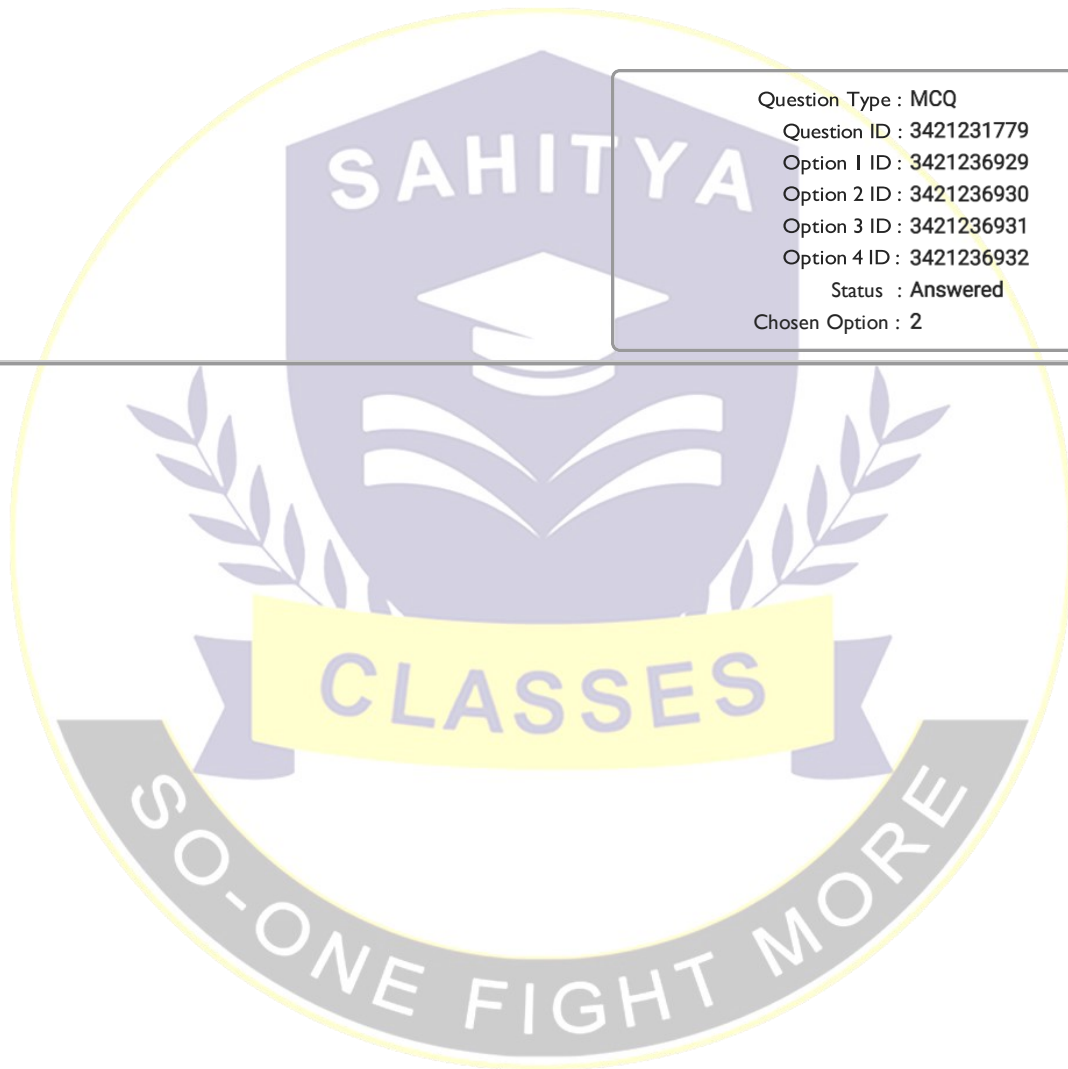 Question Type : MCQ
Question ID : 3421231779
Option 1 ID : 3421236929
Option 2 ID : 3421236930
Option 3 ID : 3421236931
Option 4 ID : 3421236932
Status : Answered
Chosen Option : 2
SAHITYA
CLASSES
SO-ONE FIGHT MORE